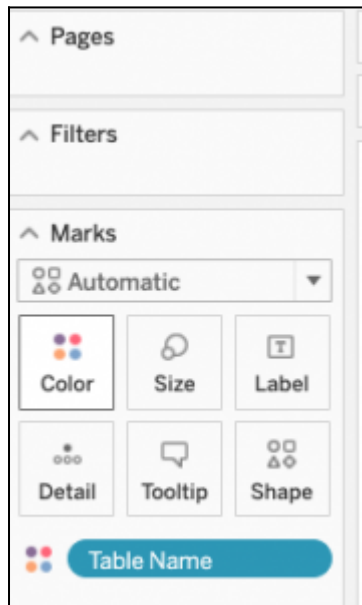 Pages
Filters
Marks
Automatic
Color Size Label
Detail Tooltip Shape
Table Name